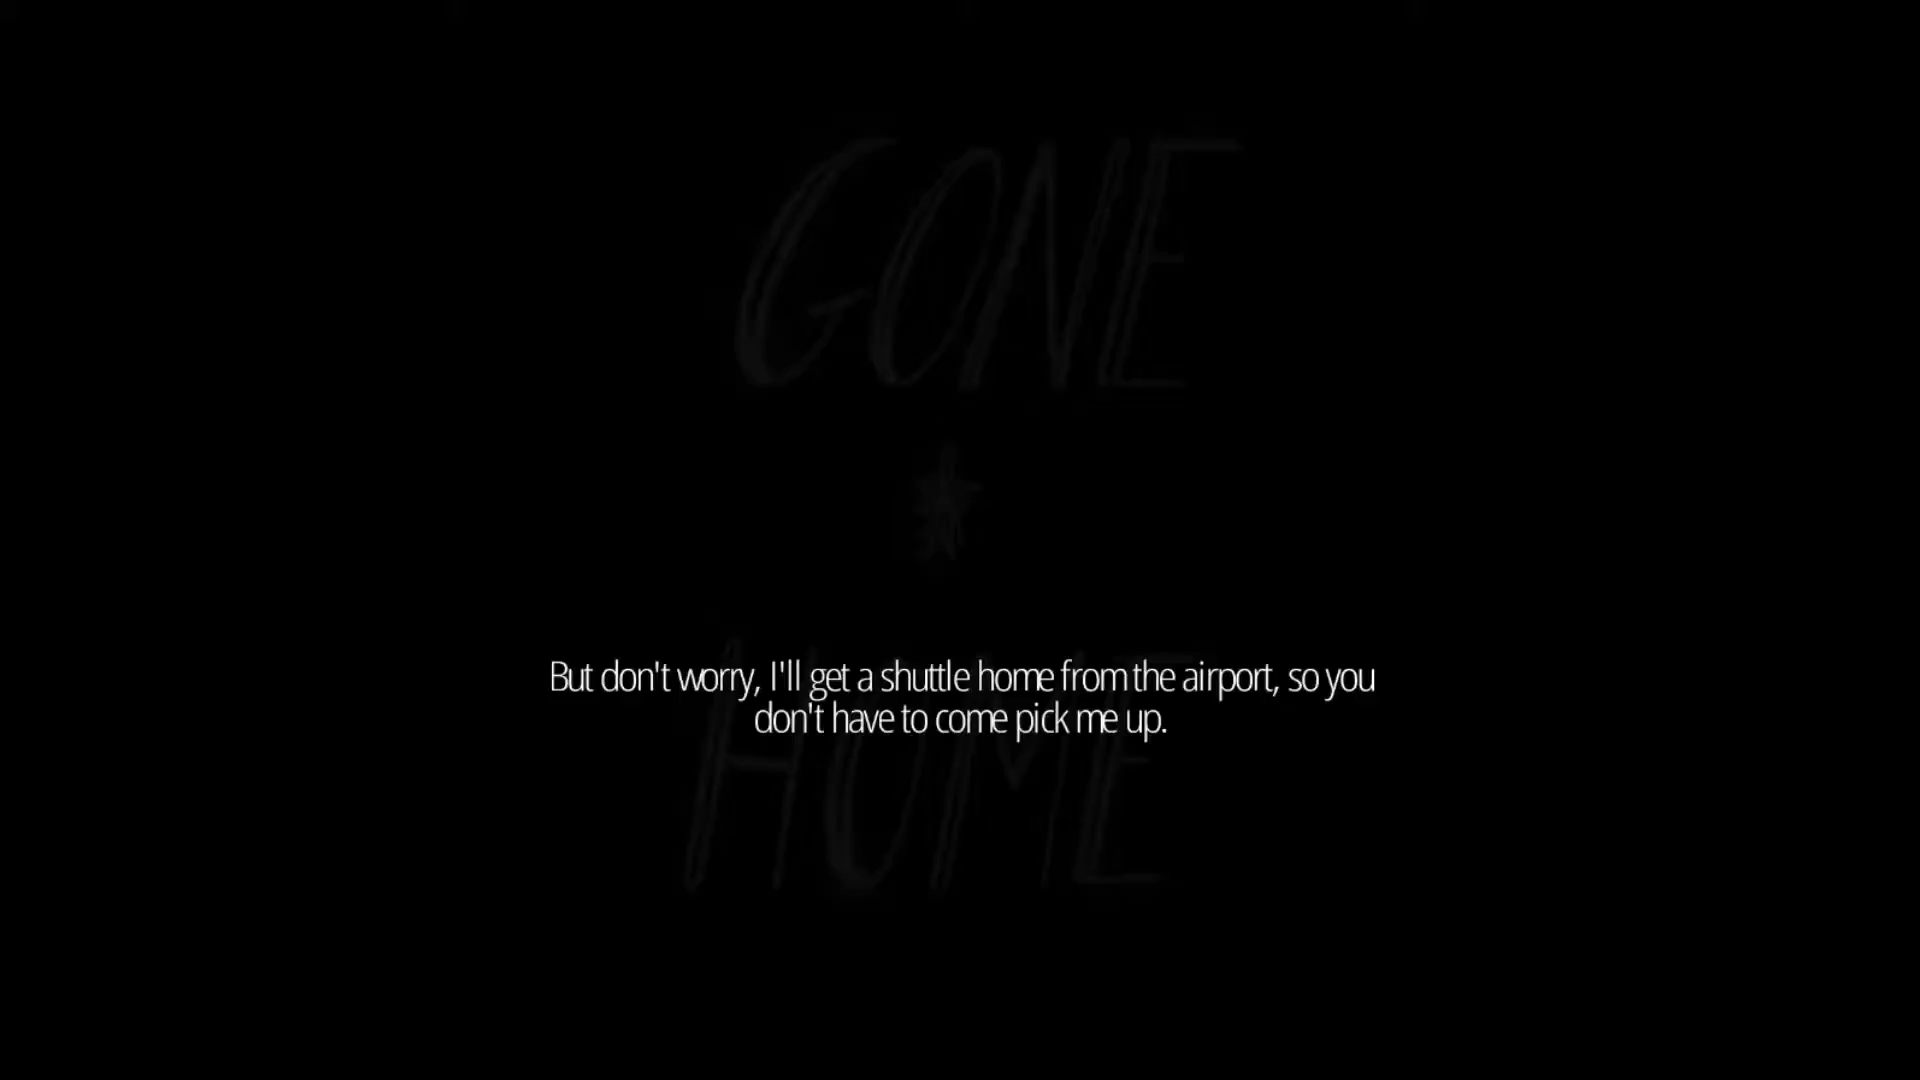 GONE
HOME
But don't worry, I'll get a shuttle home from the airport, so you
don't have to come pick me up.